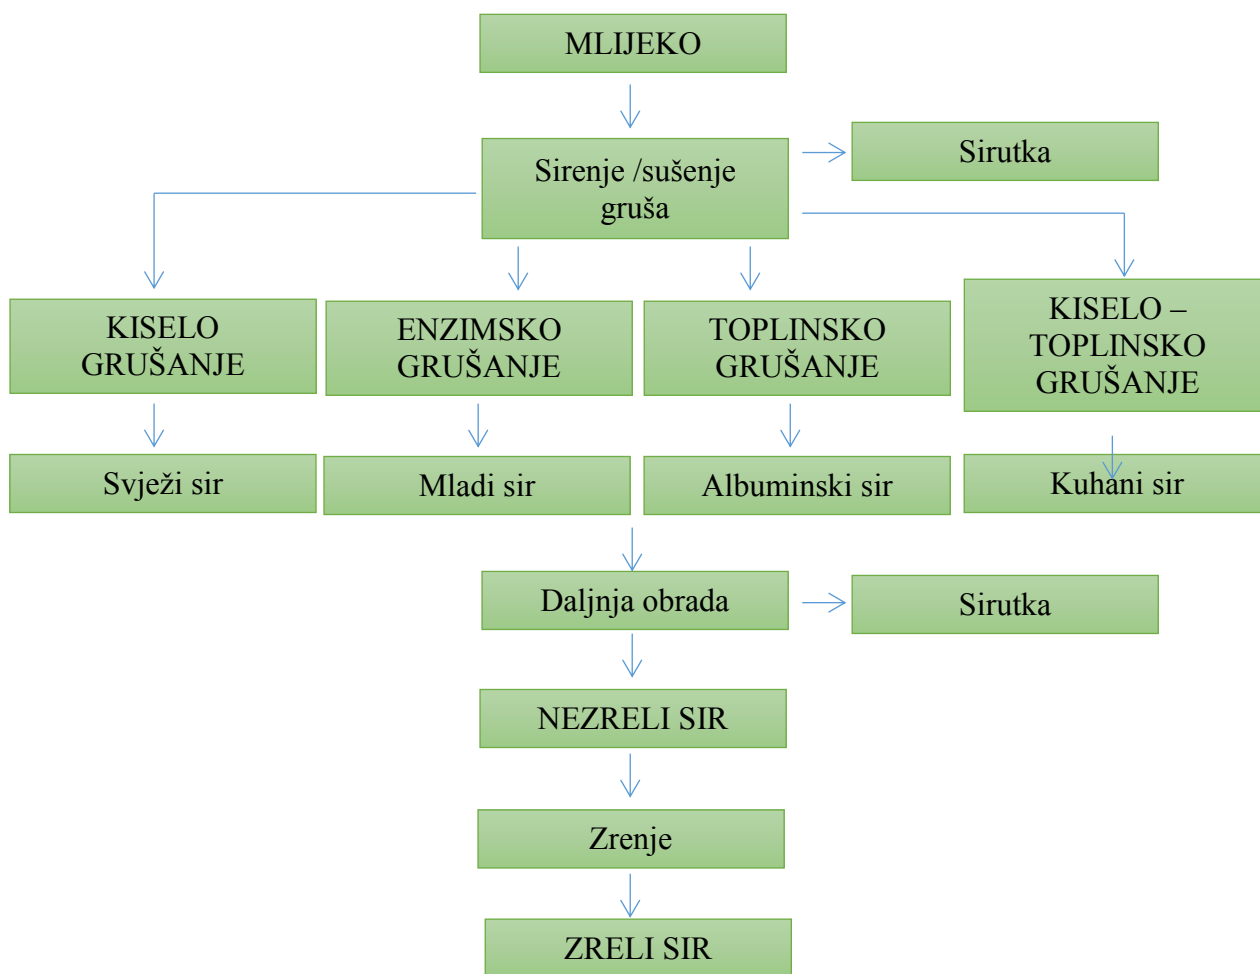 MLIJEKO
Sirenje /sušenje
gruša
Sirutka
KISELO
GRUŠANJE
ENZIMSKO
GRUŠANJE
TOPLINSKO
GRUŠANJE
KISELO –
TOPLINSKO
GRUŠANJE
Svježi sir
Mladi sir
Albuminski sir
Kuhani sir
Daljnja obrada
Sirutka
NEZRELI SIR
Zrenje
ZRELI SIR